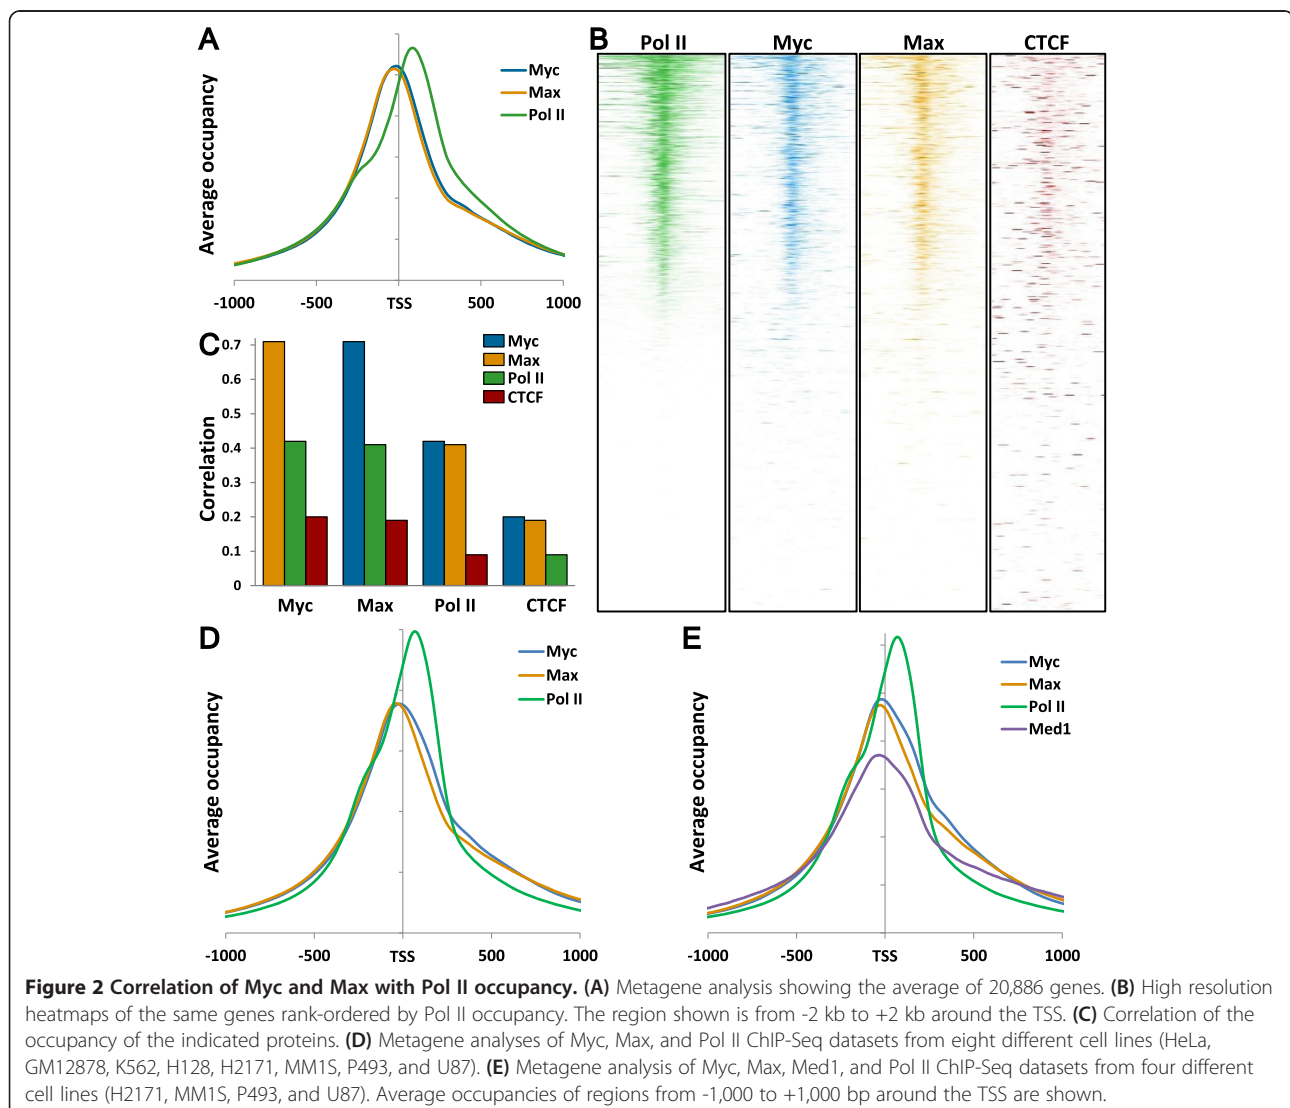 A
Average occupancy
Myc
Max
Pol II
-1000
-500
TSS
500
1000
B
Pol II
Myc
Max
CTCF
C
Correlation
0.7
0.6
0.5
0.4
0.3
0.2
0.1
0
Myc
Max
Pol II
CTCF
Myc
Max
Pol II
CTCF
D
Average occupancy
Myc
Max
Pol II
-1000
-500
TSS
500
1000
E
Average occupancy
Myc
Max
Pol II
Med1
-1000
-500
TSS
500
1000
Figure 2 Correlation of Myc and Max with Pol II occupancy. (A) Metagene analysis showing the average of 20,886 genes. (B) High resolution
heatmaps of the same genes rank-ordered by Pol II occupancy. The region shown is from -2 kb to +2 kb around the TSS. (C) Correlation of the
occupancy of the indicated proteins. (D) Metagene analyses of Myc, Max, and Pol II ChIP-Seq datasets from eight different cell lines (HeLa,
GM12878, K562, H128, H2171, MM1S, P493, and U87). (E) Metagene analysis of Myc, Max, Med1, and Pol II ChIP-Seq datasets from four different
cell lines (H2171, MM1S, P493, and U87). Average occupancies of regions from -1,000 to +1,000 bp around the TSS are shown.